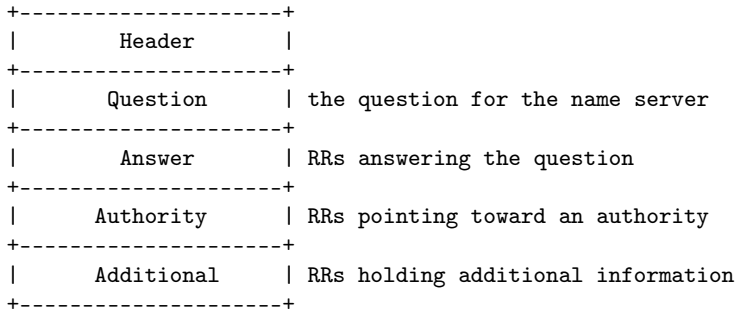 +---------------------+
|        Header       |
+---------------------+
|       Question      | the question for the name server
+---------------------+
|        Answer       | RRs answering the question
+---------------------+
|      Authority      | RRs pointing toward an authority
+---------------------+
|      Additional     | RRs holding additional information
+---------------------+